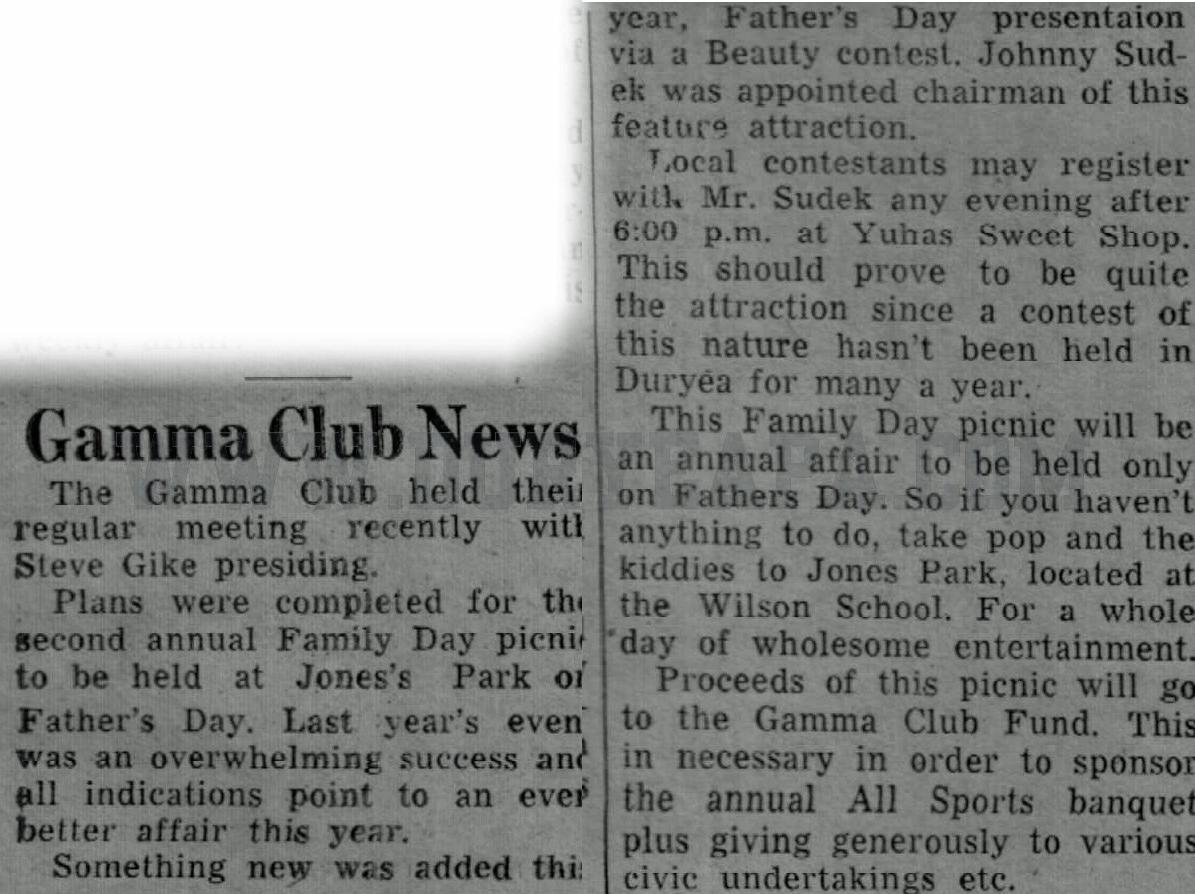 Gamma Club News
The Gamma Club held thei
regular meeting recently with
Steve Gike presiding.
Plans were completed for the
second annual Family Day picni
to be held at Jones's Park on
Father's Day. Last year's even
was an overwhelming success and
all indications point to an ever
better affair this year.
Something new was added thi
year, Father's Day presentaion
via a Beauty contest. Johnny Sud-
ek was appointed chairman of this
feature attraction.
Local contestants may register
with Mr. Sudek any evening after
6:00 p.m. at Yuhas Sweet Shop.
This should prove to be quite
the attraction since a contest of
this nature hasn't been held in
Duryea for many a year.
This Family Day picnic will be
an annual affair to be held only
on Fathers Day. So if you haven't
anything to do, take pop and the
kiddies to Jones Park, located at
the Wilson School. For a whole
day of wholesome entertainment.
Proceeds of this picnic will go
to the Gamma Club Fund. This
in necessary in order to sponsor
the annual All Sports banquet
plus giving generously to various
civic undertakings etc.